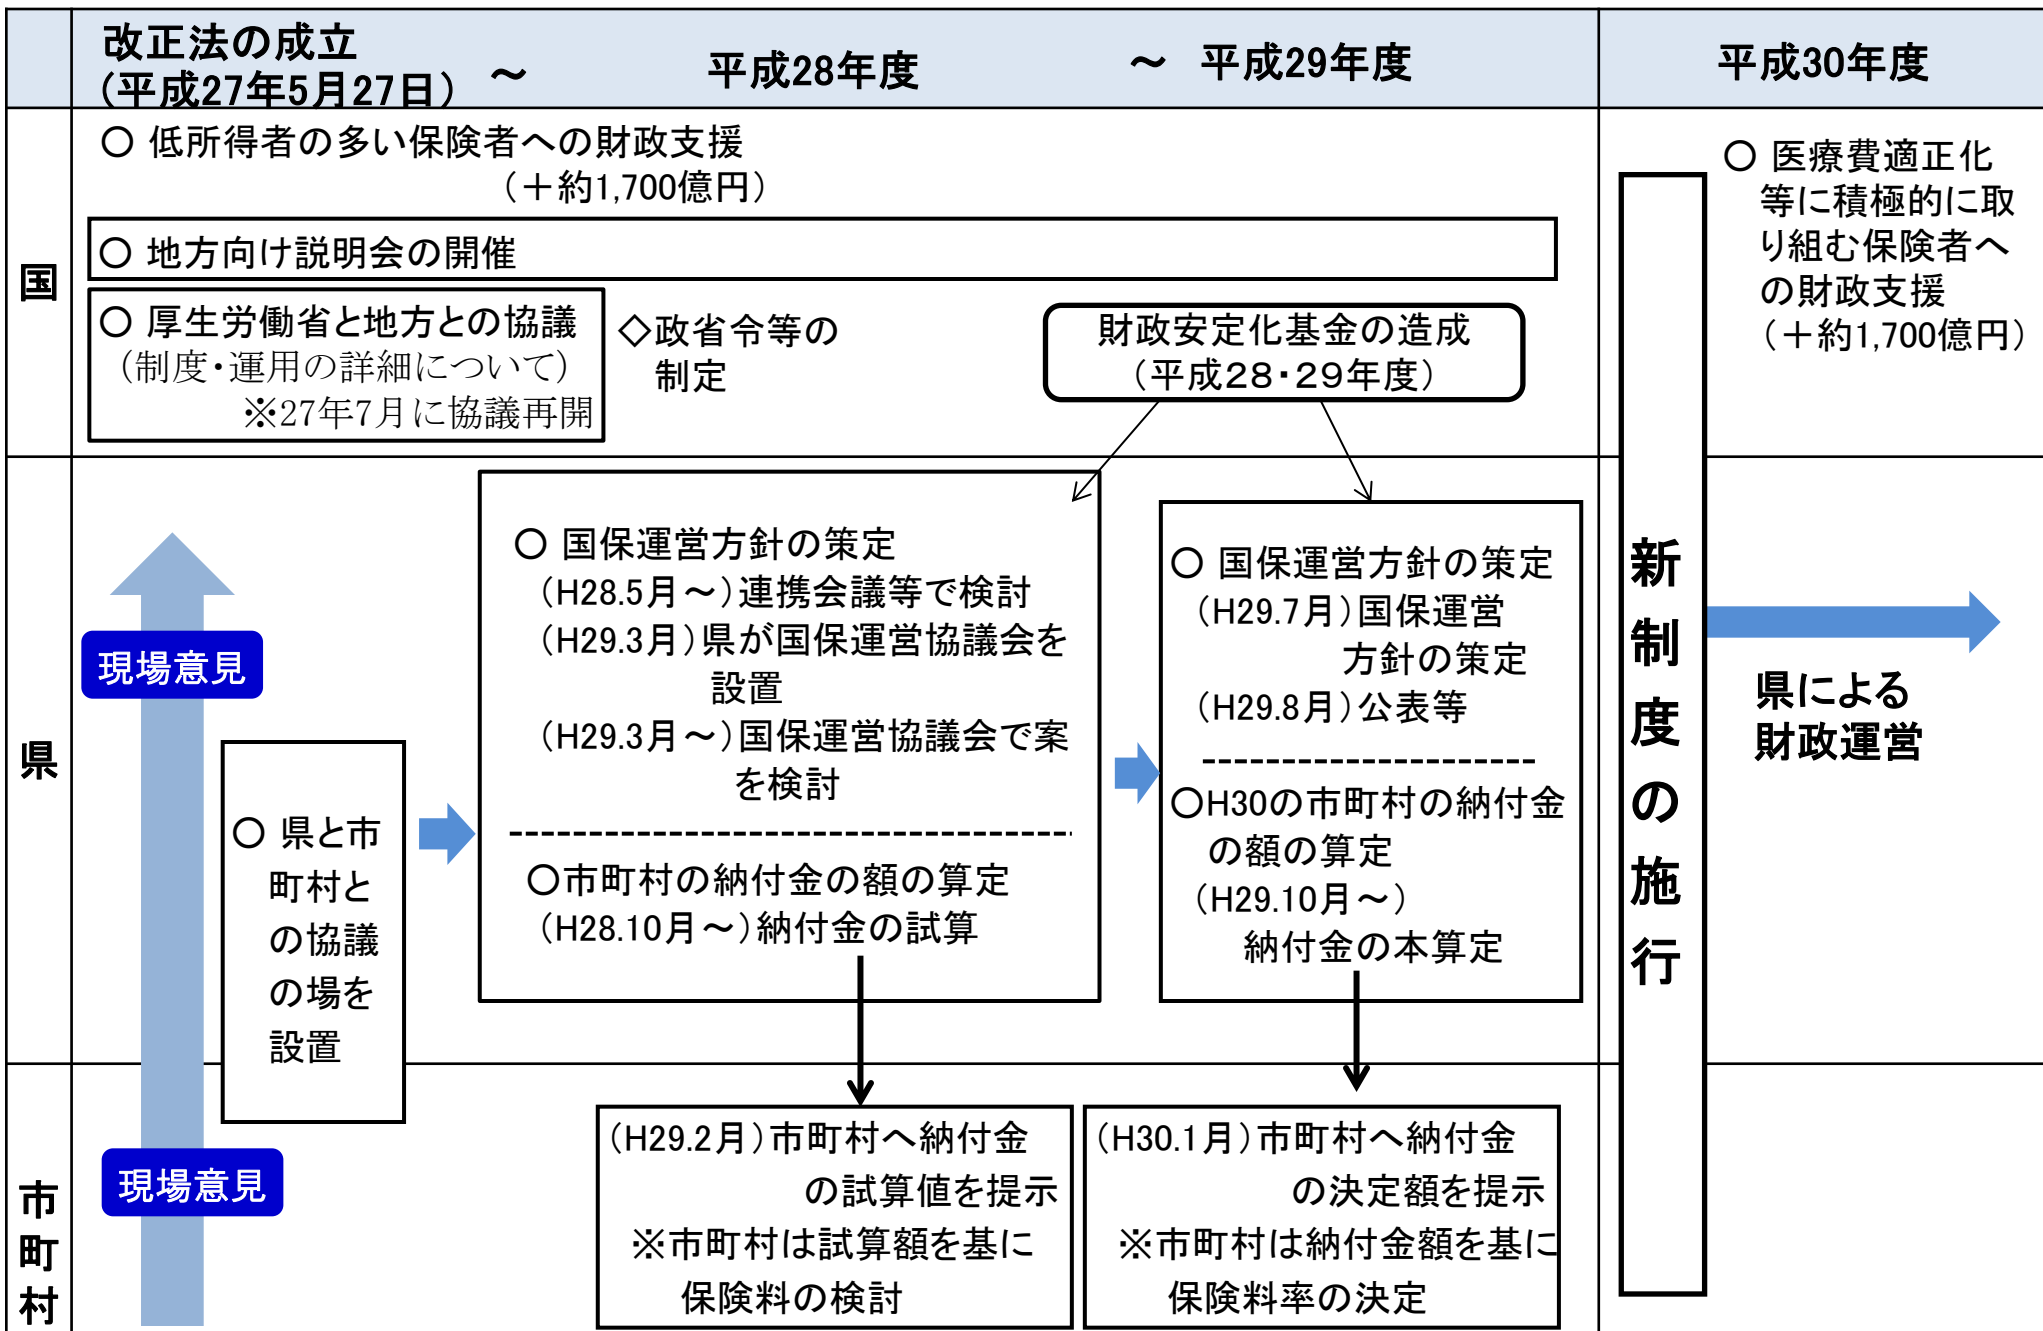 改正法の成立
(平成27年5月27日)
～
平成28年度
～ 平成29年度
平成30年度
国
○ 低所得者の多い保険者への財政支援
（＋約1,700億円）
○ 地方向け説明会の開催
○ 厚生労働省と地方との協議
（制度・運用の詳細について）
※27年7月に協議再開
◇政省令等の
制定
財政安定化基金の造成
（平成２８・２９年度）
○ 医療費適正化
等に積極的に取
り組む保険者へ
の財政支援
（＋約1,700億円）
県
現場意見
○ 県と市
町村と
の協議
の場を
設置
○ 国保運営方針の策定
（H28.5月～）連携会議等で検討
（H29.3月）県が国保運営協議会を
設置
（H29.3月～）国保運営協議会で案
を検討
○市町村の納付金の額の算定
（H28.10月～）納付金の試算
○ 国保運営方針の策定
（H29.7月）国保運営
方針の策定
（H29.8月）公表等
○H30の市町村の納付金
の額の算定
（H29.10月～）
納付金の本算定
新制度の施行
県による
財政運営
市町村
現場意見
（H29.2月）市町村へ納付金
の試算値を提示
※市町村は試算額を基に
保険料の検討
（H30.1月）市町村へ納付金
の決定額を提示
※市町村は納付金額を基に
保険料率の決定